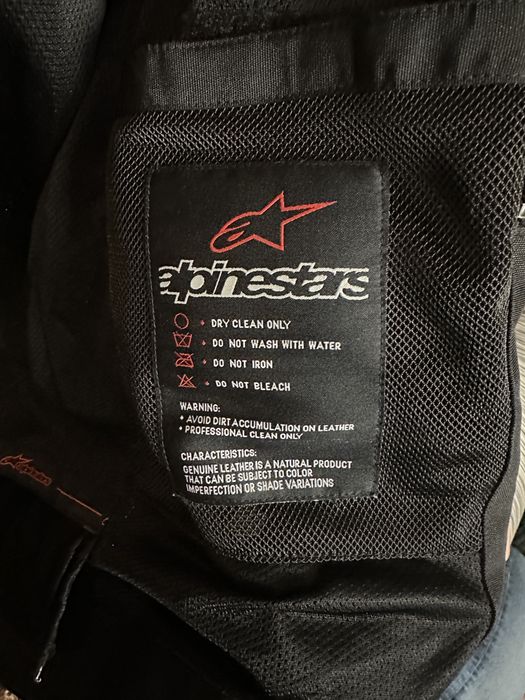 alpinestars
DRY CLEAN ONLY
DO NOT WASH WITH WATER
DO NOT IRON
DO NOT BLEACH
WARNING:
• AVOID DIRT ACCUMULATION ON LEATHER
• PROFESSIONAL CLEAN ONLY
CHARACTERISTICS:
GENUINE LEATHER IS A NATURAL PRODUCT
THAT CAN BE SUBJECT TO COLOR
IMPERFECTION OR SHADE VARIATIONS